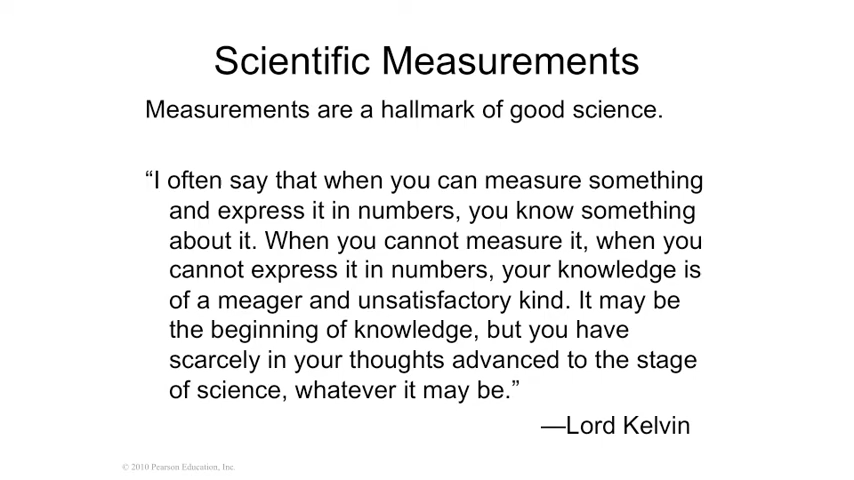 Scientific Measurements
Measurements are a hallmark of good science.
“I often say that when you can measure something
and express it in numbers, you know something
about it. When you cannot measure it, when you
cannot express it in numbers, your knowledge is
of a meager and unsatisfactory kind. It may be
the beginning of knowledge, but you have
scarcely in your thoughts advanced to the stage
of science, whatever it may be.”
—Lord Kelvin
© 2010 Pearson Education, Inc.